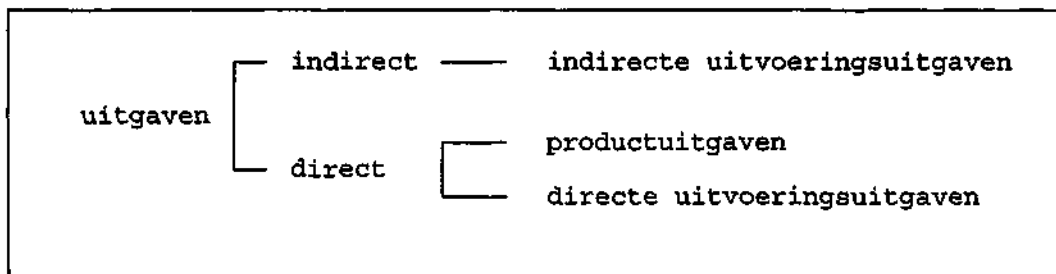 indirect indirecte uitvoeringsuitgaven
uitgaven
productuitgaven
direct
directe uitvoeringsuitgaven